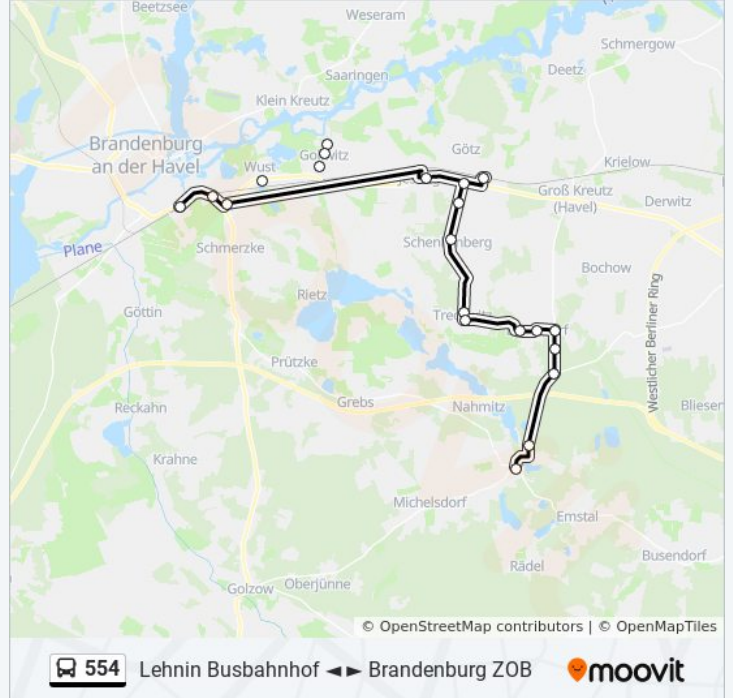 Beetzsee
Weseram
Schmergow
Deetz
Saaringen
Klein Kreutz
Brandenburg
an der Havel
Götz
Wust
Krielow
Groß Kreutz
(Havel)
Derwitz
Plane
Schmerzke
Bochow
Rietz
Göttin
Westlicher Berliner Ring
Prützke
Grebs
Nahmitz
Reckahn
Krahne
Michelsdorf
Emstal
Busendorf
Rädel
Oberjünne
Golzow
© OpenStreetMap contributors | © OpenMapTiles
554 Lehnin Busbahnhof ◄ ► Brandenburg ZOB
moovit